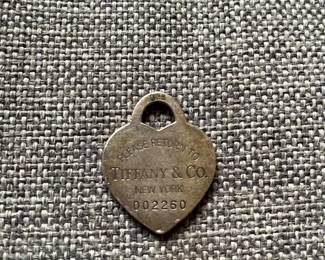 PLEASE RETURN TO
TIFFANY & CO.
NEW YORK
002260